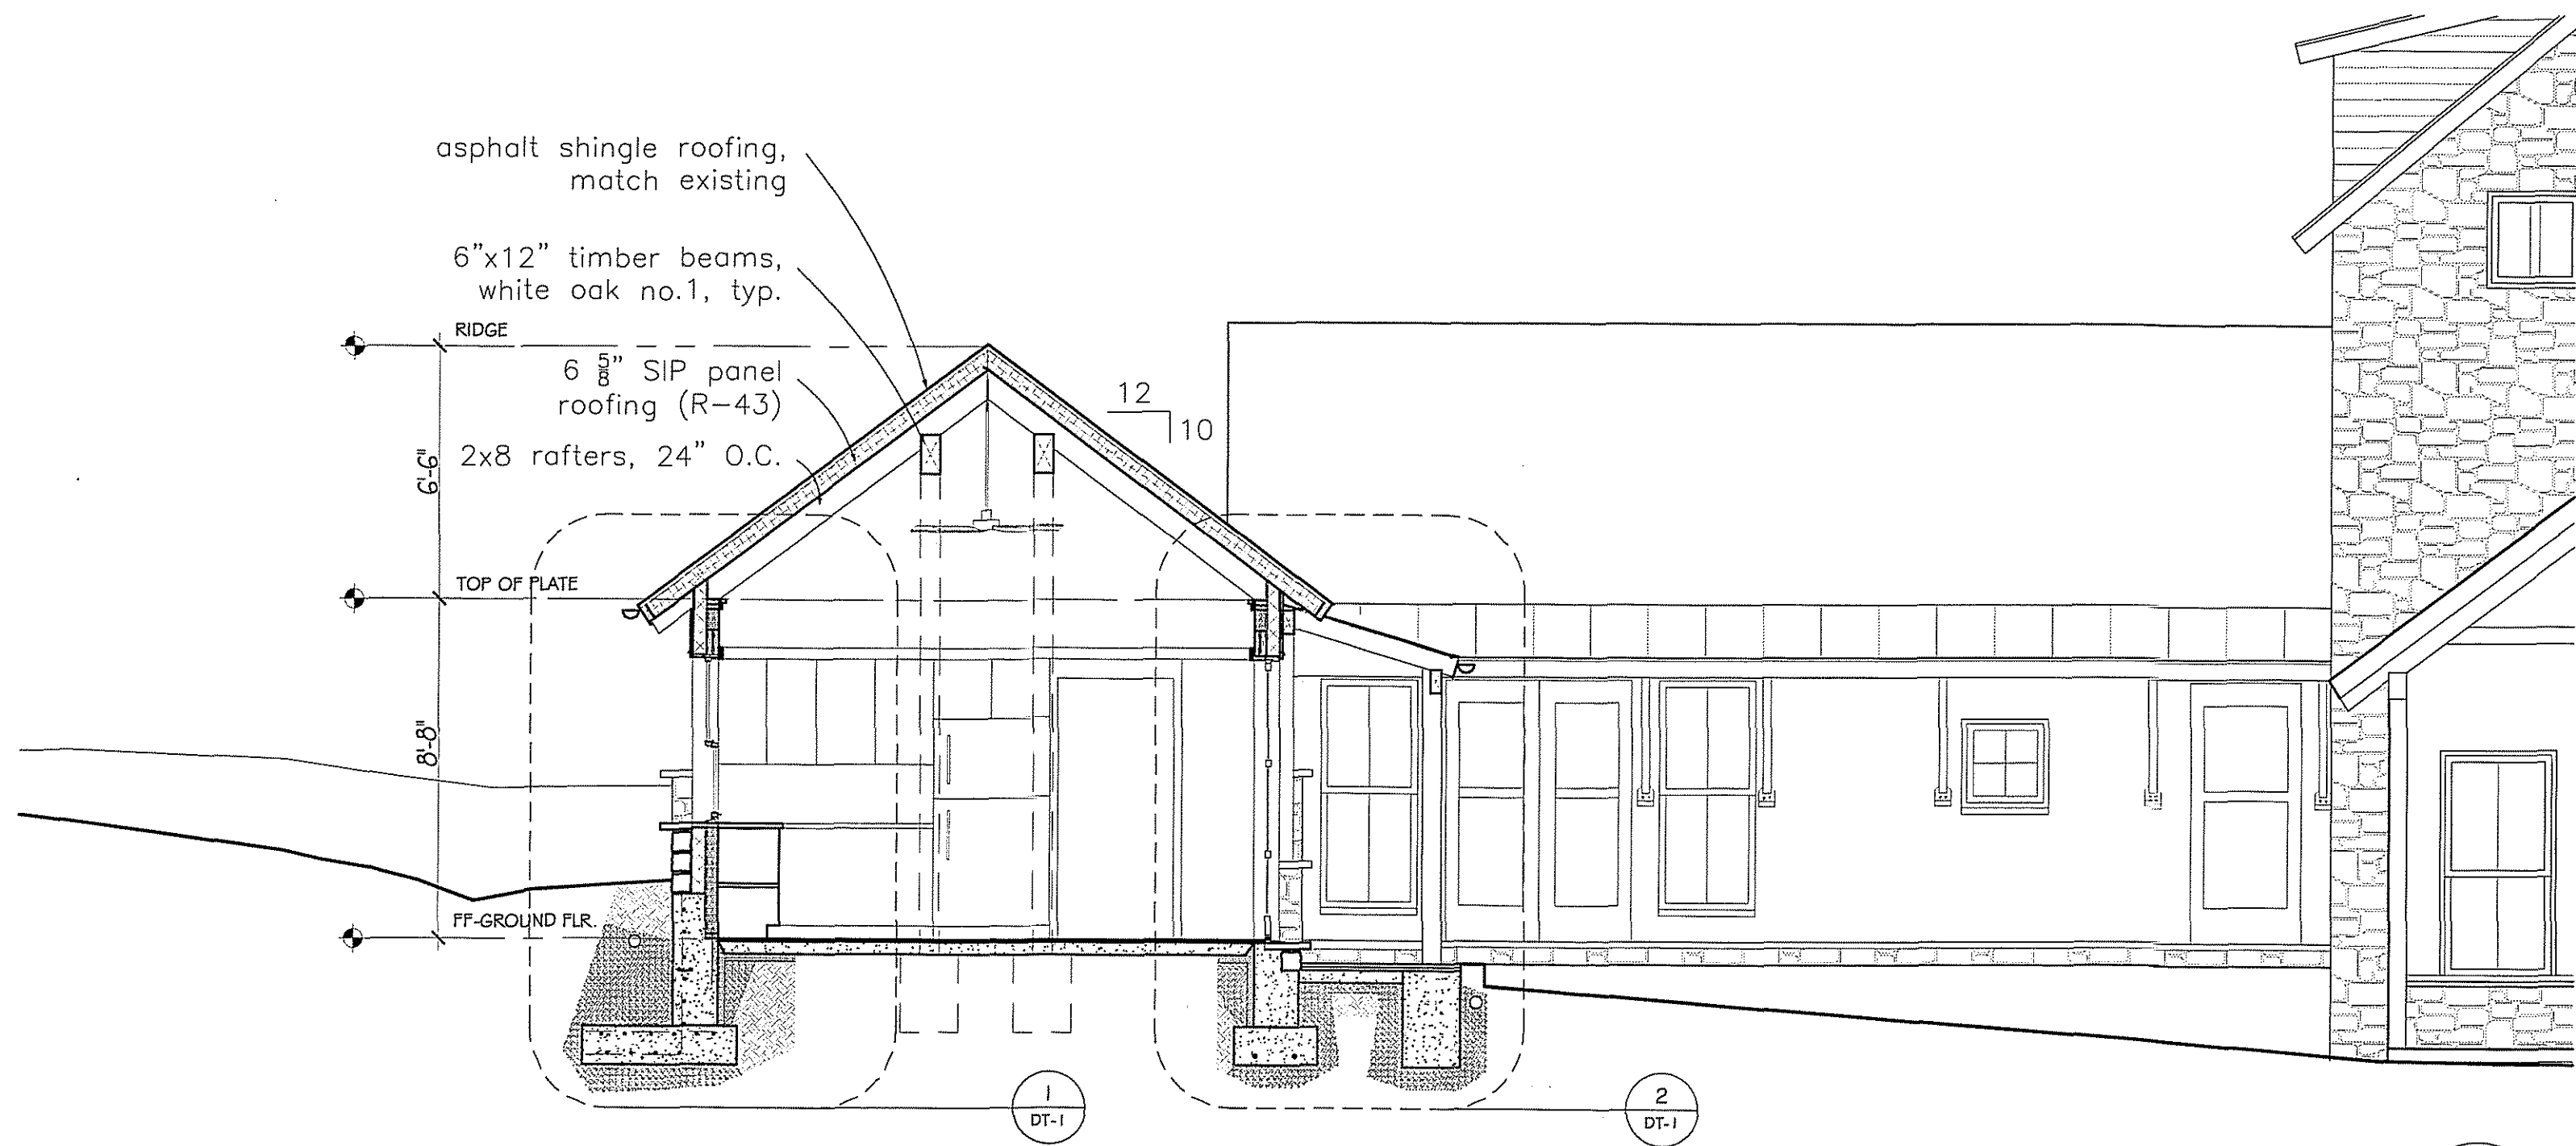 asphalt shingle roofing,
match existing
6"x12" timber beams,
white oak no.1, typ.
RIDGE
6 5/8" SIP panel
roofing (R-43)
12
10
2x8 rafters, 24" O.C.
6'-6"
TOP OF PLATE
8'-8"
FF-GROUND FLR.
1
DT-1
2
DT-1